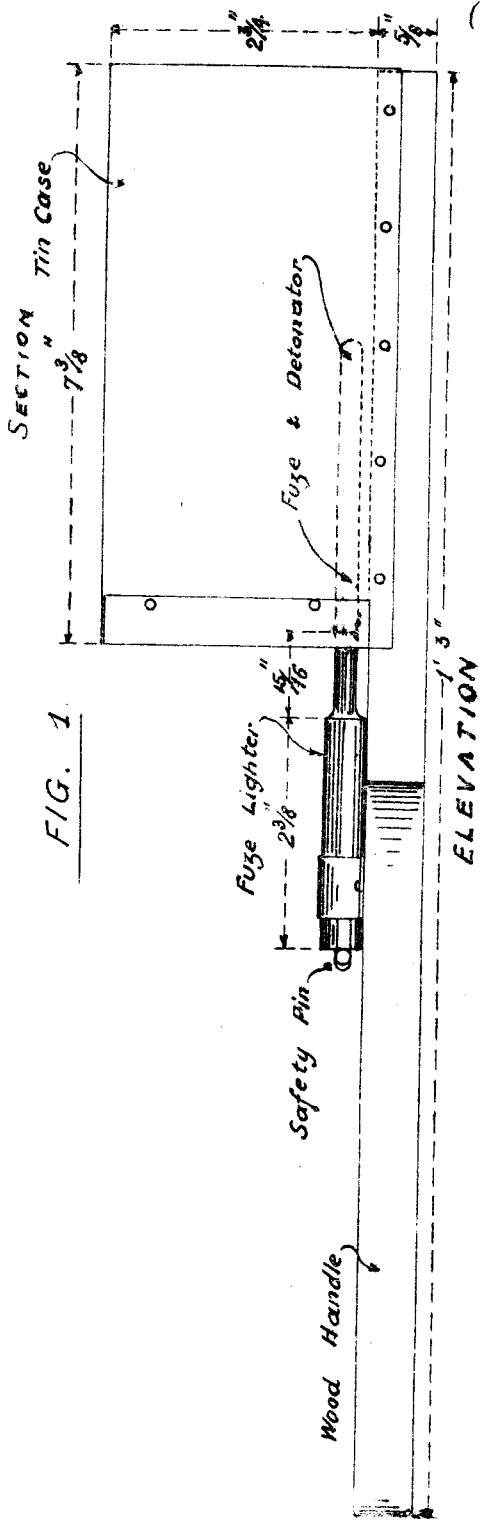 FIG. 1
SECTION Tin Case
7 3/8"
2 3/4"
5/8"
Fuze & Detonator
15/16"
Fuze Lighter
2 3/8"
Safety Pin
Wood Handle
1' 3"
ELEVATION